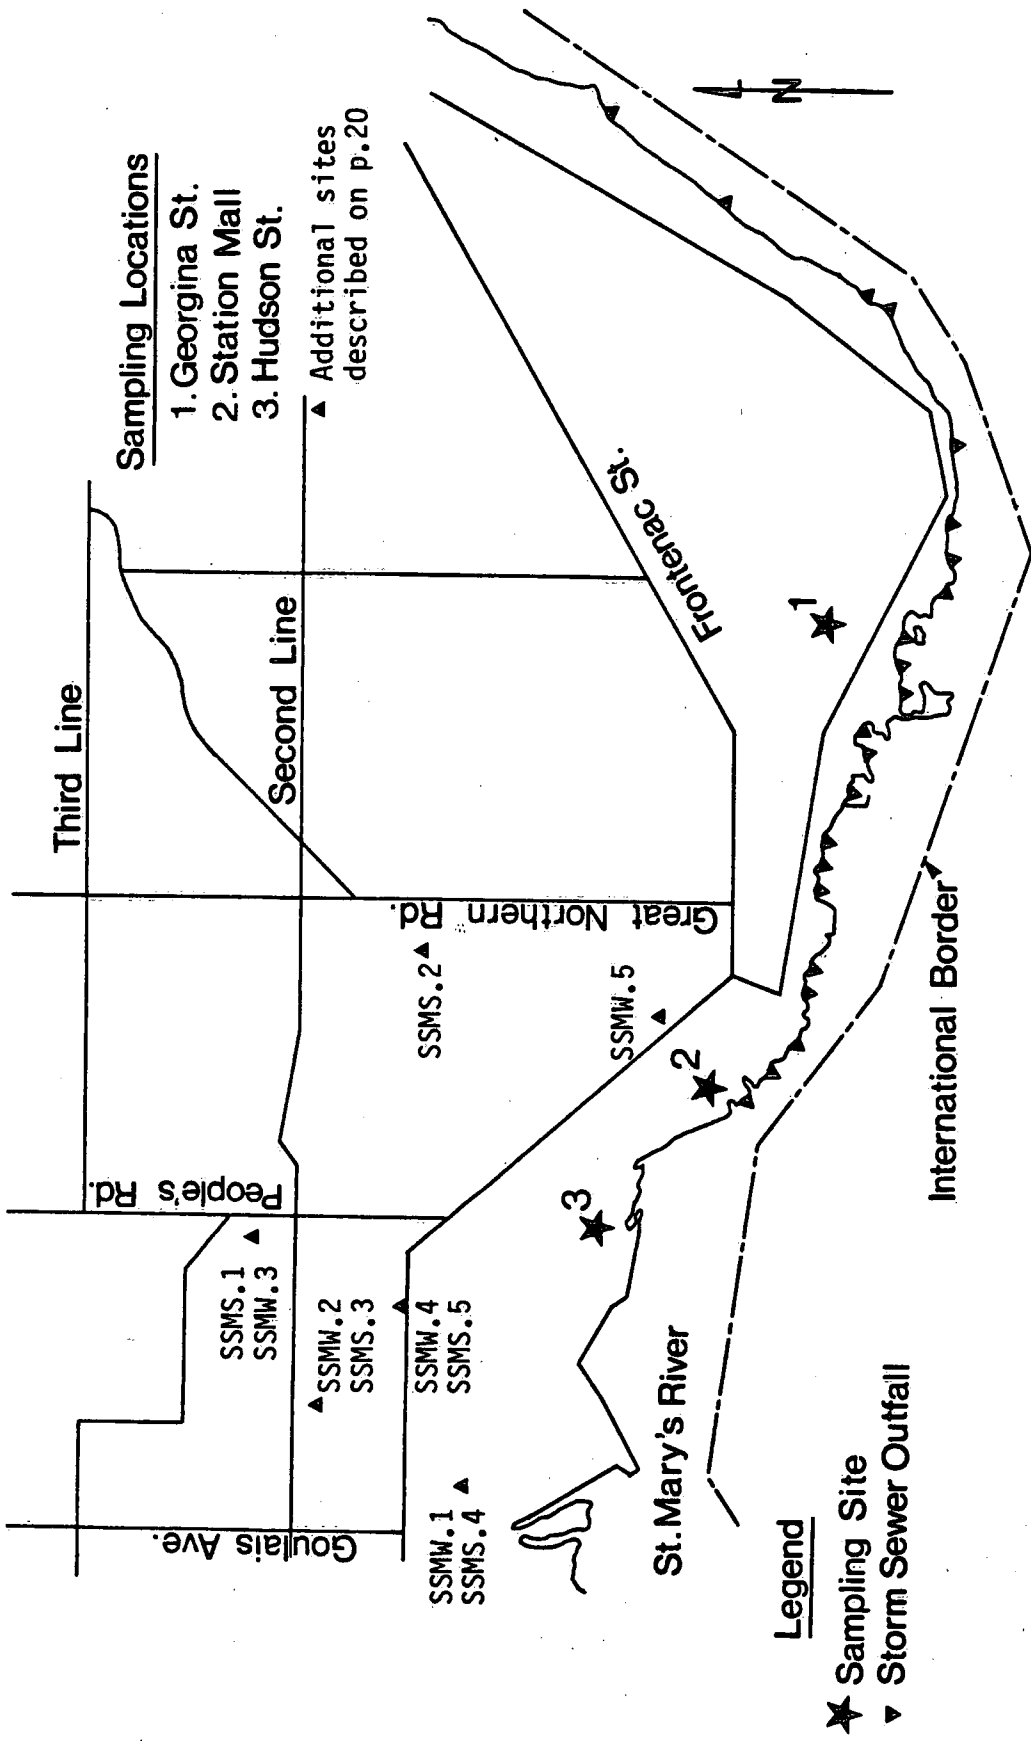 Sampling Locations
1. Georgina St.
2. Station Mall
3. Hudson St.
▲ Additional sites
described on p.20
Third Line
Second Line
Frontenac St.
Great Northern Rd.
People's
Rd.
Goulais Ave.
SSMS.1
SSMW.3
SSMW.2
SSMS.3
SSMW.4
SSMS.5
SSMW.1
SSMS.4
SSMS.2
SSMW.5
1
2
3
N
St. Mary's River
International Border
Legend
Sampling Site
Storm Sewer Outfall